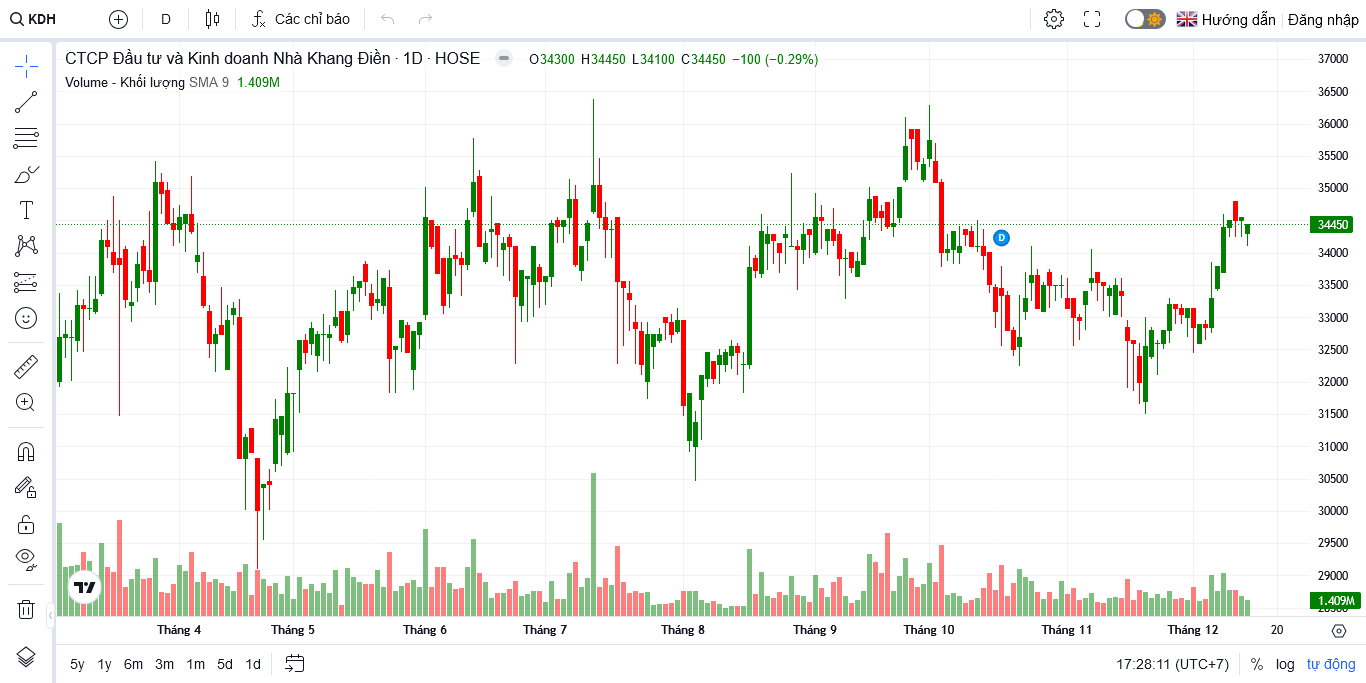 KDH D Các chỉ báo Hướng dẫn Đăng nhập
CTCP Đầu tư và Kinh doanh Nhà Khang Điền · 1D · HOSE O34300 H34450 L34100 C34450 −100 (−0.29%)
Volume - Khối lượng SMA 9 1.409M
37000
36500
36000
35500
35000
34450
34000
33500
33000
32500
32000
31500
31000
30500
30000
29500
29000
1.409M
D
Tháng 4 Tháng 5 Tháng 6 Tháng 7 Tháng 8 Tháng 9 Tháng 10 Tháng 11 Tháng 12 20
5y 1y 6m 3m 1m 5d 1d 17:28:11 (UTC+7) % log tự động